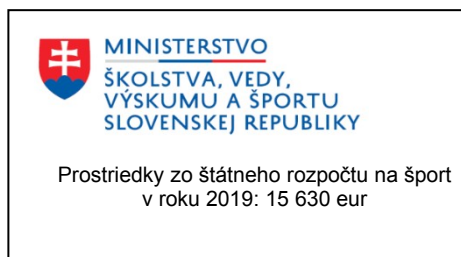 MINISTERSTVO
ŠKOLSTVA, VEDY,
VÝSKUMU A ŠPORTU
SLOVENSKEJ REPUBLIKY
Prostriedky zo štátneho rozpočtu na šport
v roku 2019: 15 630 eur